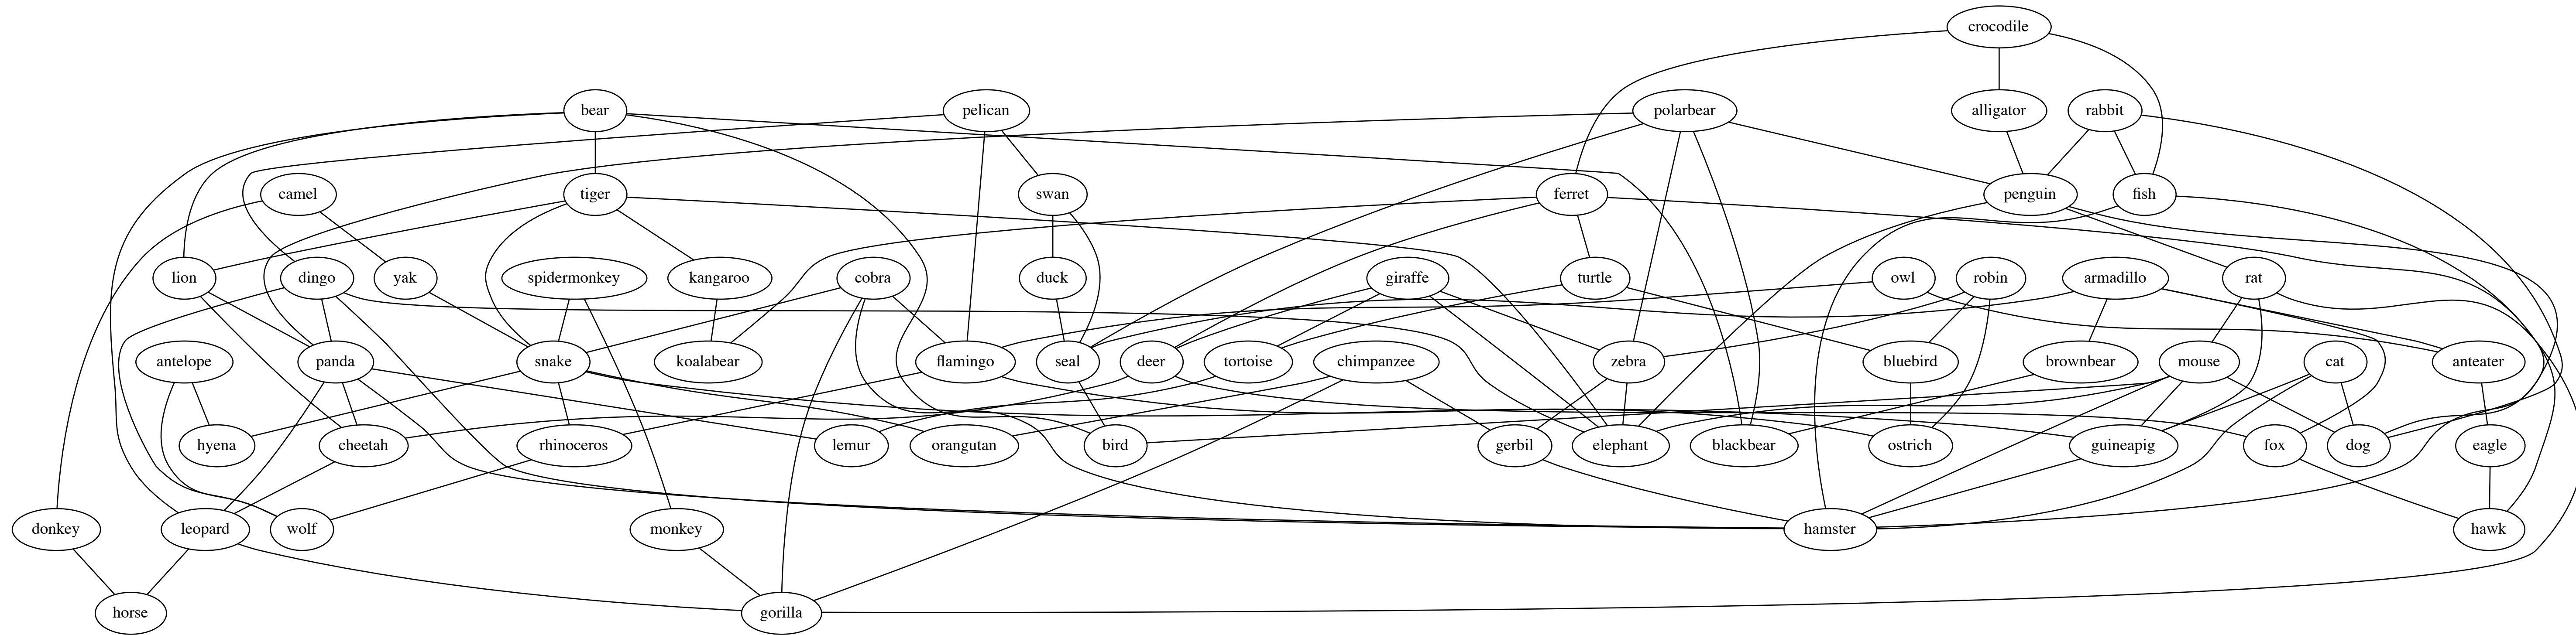 crocodile
bear
pelican
polarbear
alligator
rabbit
camel
tiger
swan
ferret
penguin
fish
lion
dingo
yak
spidermonkey
kangaroo
cobra
duck
giraffe
turtle
owl
robin
armadillo
rat
antelope
panda
snake
koalabear
flamingo
seal
deer
tortoise
chimpanzee
zebra
bluebird
brownbear
mouse
cat
anteater
hyena
cheetah
rhinoceros
lemur
orangutan
bird
gerbil
elephant
blackbear
ostrich
guineapig
fox
dog
eagle
donkey
leopard
wolf
monkey
hamster
hawk
horse
gorilla